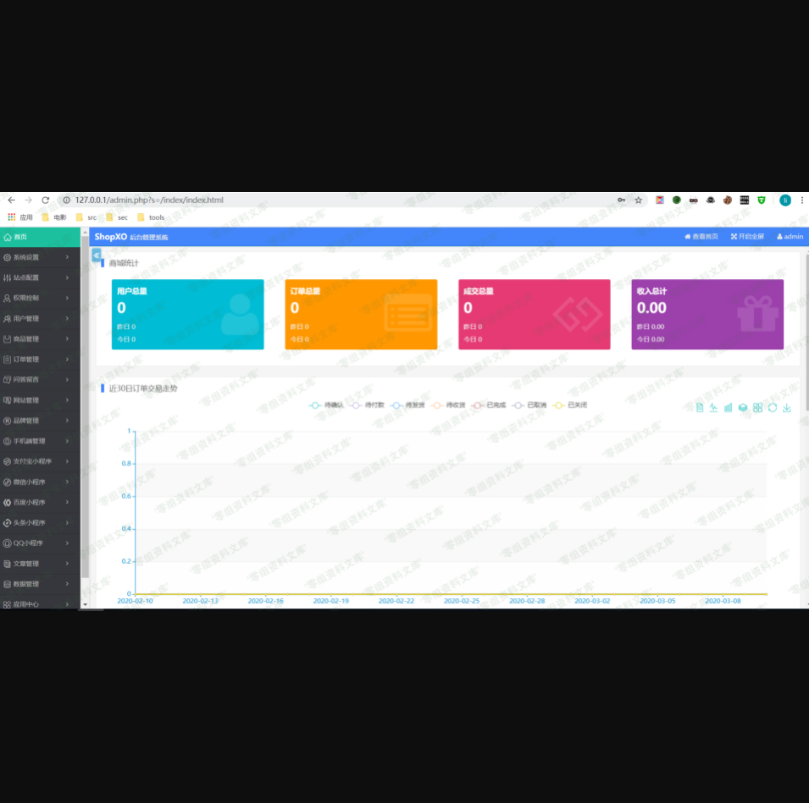 127.0.0.1/admin.php?s=/index/index.html
应用 电影 src sec tools
首页
ShopXO 后台管理系统
查看首页 开启全屏 admin
系统设置
站点配置
权限控制
用户管理
商品管理
订单管理
问答留言
网站管理
品牌管理
手机端管理
支付宝小程序
微信小程序
百度小程序
头条小程序
QQ小程序
文章管理
数据管理
应用中心
商城统计
用户总量
0
昨日 0
今日 0
订单总量
0
昨日 0
今日 0
成交总量
0
昨日 0
今日 0
收入总计
0.00
昨日 0.00
今日 0.00
近30日订单交易走势
待确认 待付款 待发货 待收货 已完成 已取消 已关闭
1
0.8
0.6
0.4
0.2
0
2020-02-10 2020-02-13 2020-02-16 2020-02-19 2020-02-22 2020-02-25 2020-02-28 2020-03-02 2020-03-05 2020-03-08
零组资料文库